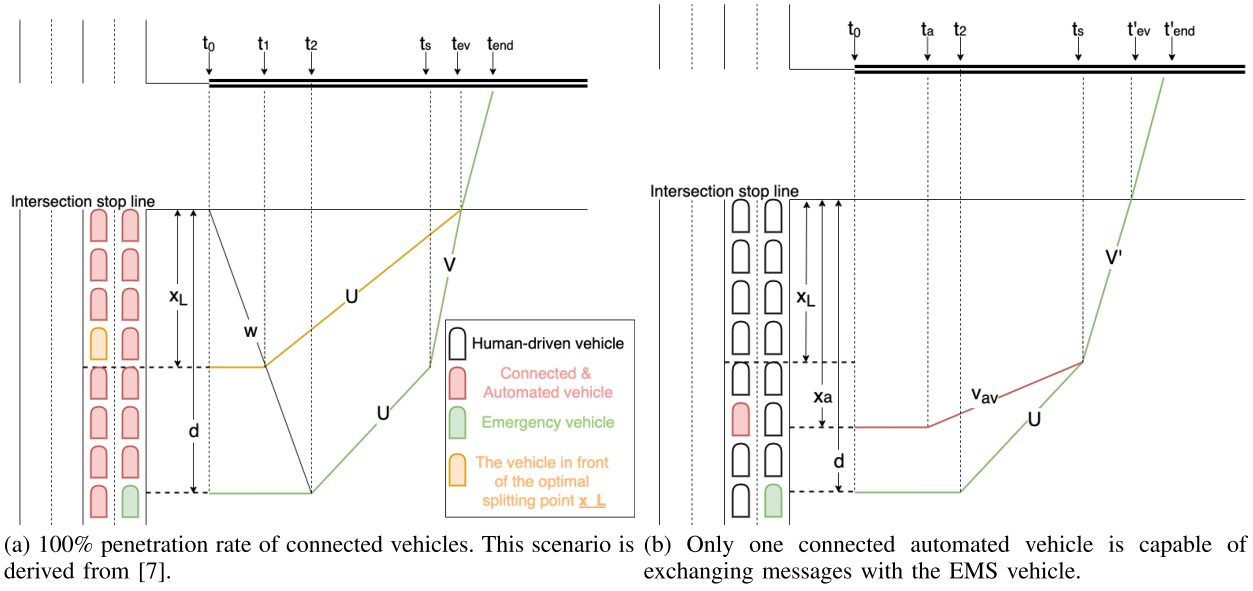 t0 t1 t2 ts tev tend
Intersection stop line
xL
w
U
V
d
U
Human-driven vehicle
Connected &
Automated vehicle
Emergency vehicle
The vehicle in front
of the optimal
splitting point x_L
(a) 100% penetration rate of connected vehicles. This scenario is
derived from [7].
t0 ta t2 ts t'ev t'end
Intersection stop line
xL
V'
xa
vav
U
d
(b) Only one connected automated vehicle is capable of
exchanging messages with the EMS vehicle.